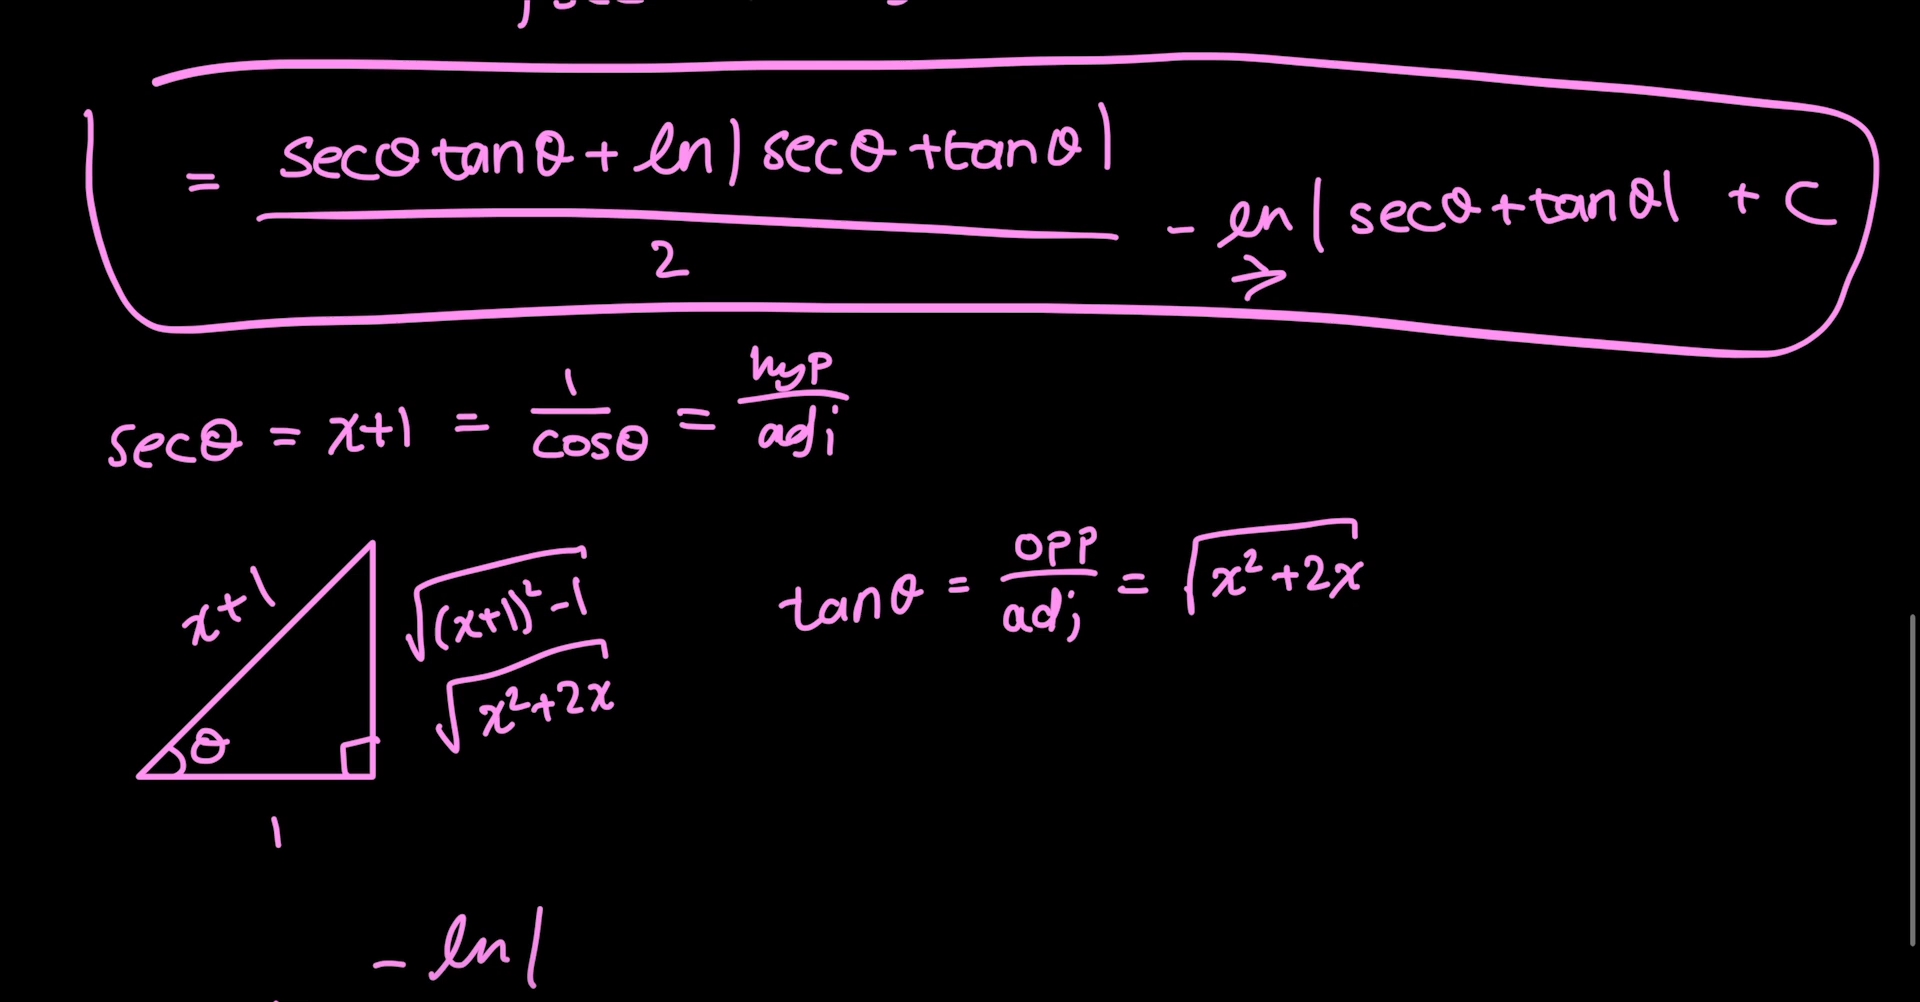 = secθ tanθ + ln|secθ + tanθ| / 2 - ln|secθ + tanθ| + C
secθ = x+1 = 1/cosθ = hyp/adj
x+1
√((x+1)²-1)
√(x²+2x)
θ
1
tanθ = opp/adj = √(x²+2x)
- ln|